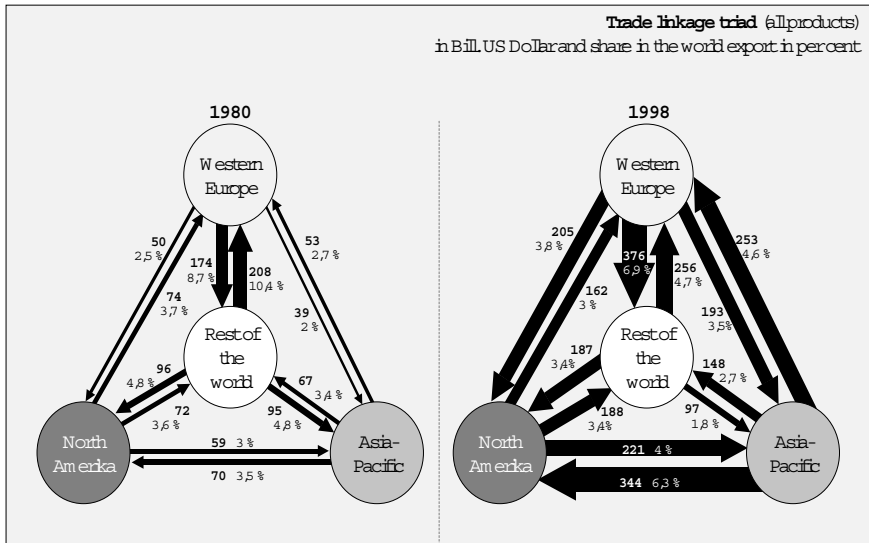 Trade linkage triad (all products)
in Bill. US Dollar and share in the world export in percent
1980
Western
Europe
50
2,5 %
74
3,7 %
174
8,7 %
208
10,4 %
53
2,7 %
39
2 %
Rest of
the
world
96
4,8 %
72
3,6 %
67
3,4 %
95
4,8 %
North
Amerika
59 3 %
70 3,5 %
Asia-
Pacific
1998
Western
Europe
205
3,8 %
162
3 %
376
6,9 %
256
4,7 %
253
4,6 %
193
3,5 %
Rest of
the
world
187
3,4%
188
3,4 %
148
2,7 %
97
1,8 %
North
Amerika
221 4 %
344 6,3 %
Asia-
Pacific